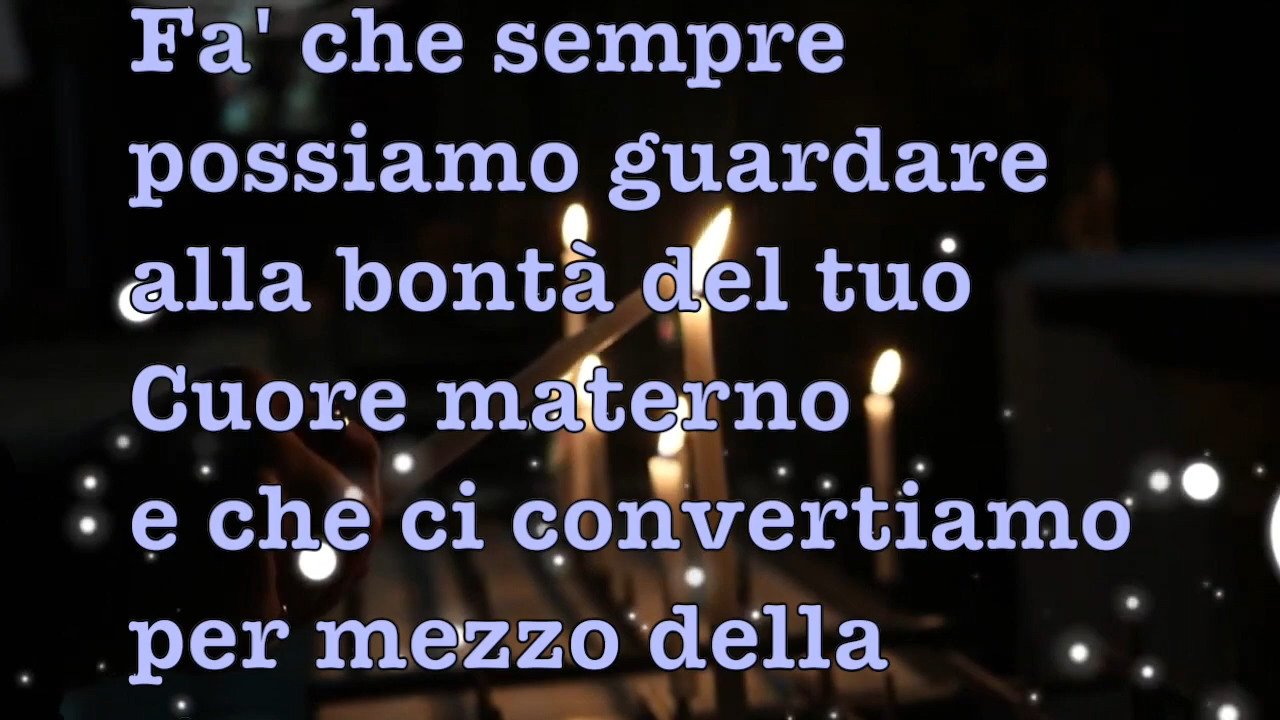 Fa' che sempre
possiamo guardare
alla bontà del tuo
Cuore materno
e che ci convertiamo
per mezzo della